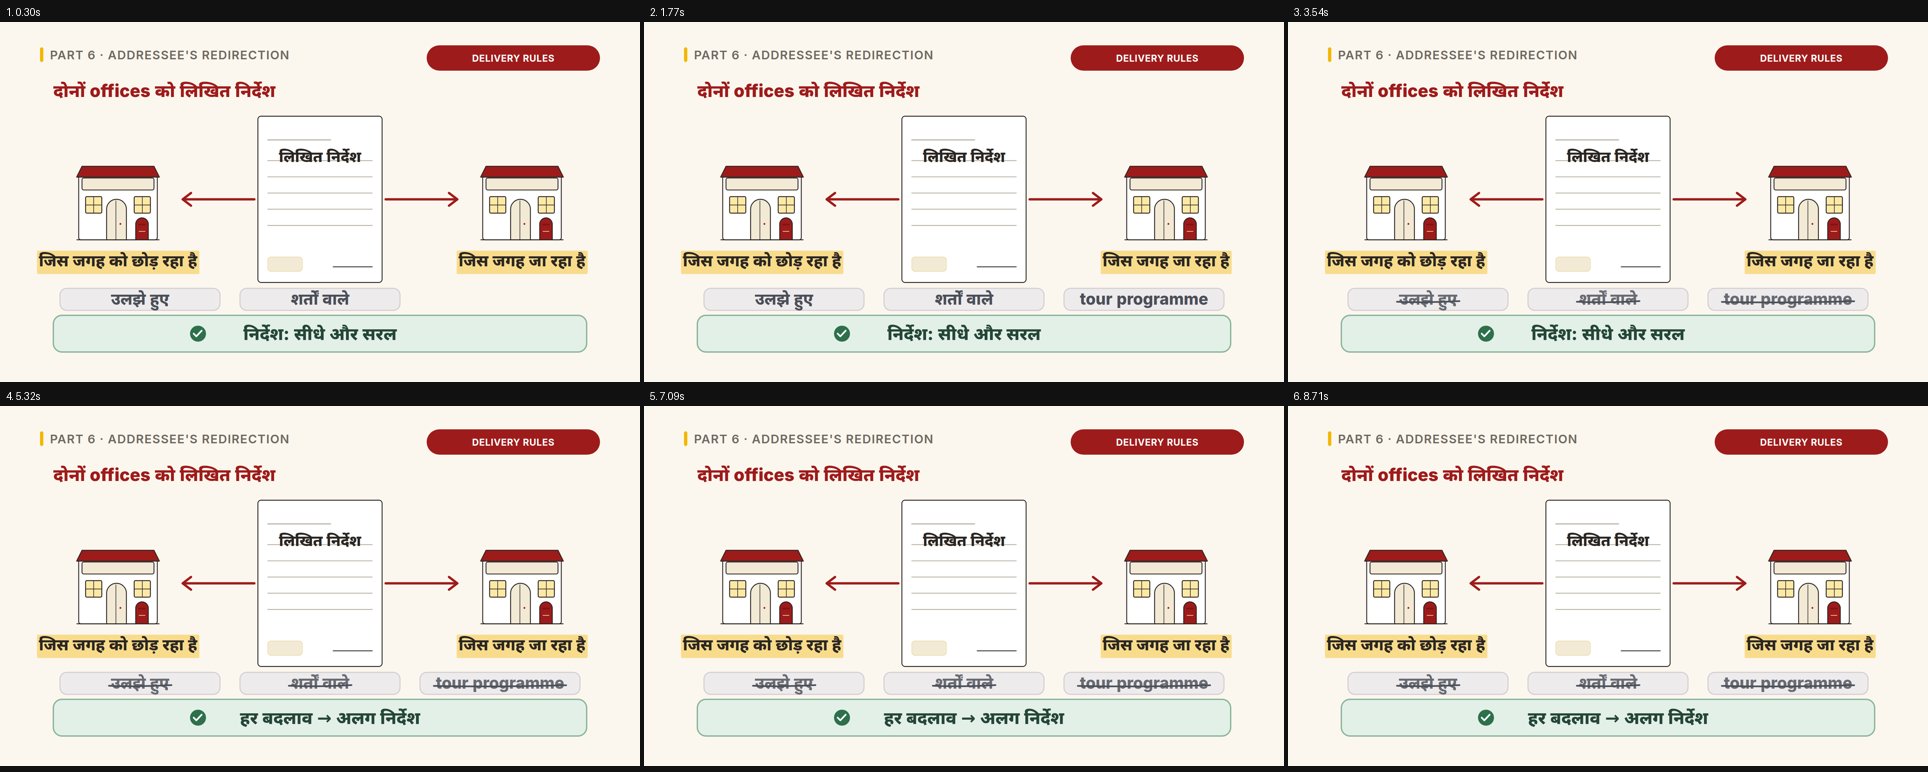 1. 0.30s
PART 6 · ADDRESSEE'S REDIRECTION
DELIVERY RULES
दोनों offices को लिखित निर्देश
लिखित निर्देश
जिस जगह को छोड़ रहा है
जिस जगह जा रहा है
उलझे हुए
शर्तों वाले
निर्देश: सीधे और सरल
2. 1.77s
PART 6 · ADDRESSEE'S REDIRECTION
DELIVERY RULES
दोनों offices को लिखित निर्देश
लिखित निर्देश
जिस जगह को छोड़ रहा है
जिस जगह जा रहा है
उलझे हुए
शर्तों वाले
tour programme
निर्देश: सीधे और सरल
3. 3.54s
PART 6 · ADDRESSEE'S REDIRECTION
DELIVERY RULES
दोनों offices को लिखित निर्देश
लिखित निर्देश
जिस जगह को छोड़ रहा है
जिस जगह जा रहा है
उलझे हुए
शर्तों वाले
tour programme
निर्देश: सीधे और सरल
4. 5.32s
PART 6 · ADDRESSEE'S REDIRECTION
DELIVERY RULES
दोनों offices को लिखित निर्देश
लिखित निर्देश
जिस जगह को छोड़ रहा है
जिस जगह जा रहा है
उलझे हुए
शर्तों वाले
tour programme
हर बदलाव → अलग निर्देश
5. 7.09s
PART 6 · ADDRESSEE'S REDIRECTION
DELIVERY RULES
दोनों offices को लिखित निर्देश
लिखित निर्देश
जिस जगह को छोड़ रहा है
जिस जगह जा रहा है
उलझे हुए
शर्तों वाले
tour programme
हर बदलाव → अलग निर्देश
6. 8.71s
PART 6 · ADDRESSEE'S REDIRECTION
DELIVERY RULES
दोनों offices को लिखित निर्देश
लिखित निर्देश
जिस जगह को छोड़ रहा है
जिस जगह जा रहा है
उलझे हुए
शर्तों वाले
tour programme
हर बदलाव → अलग निर्देश